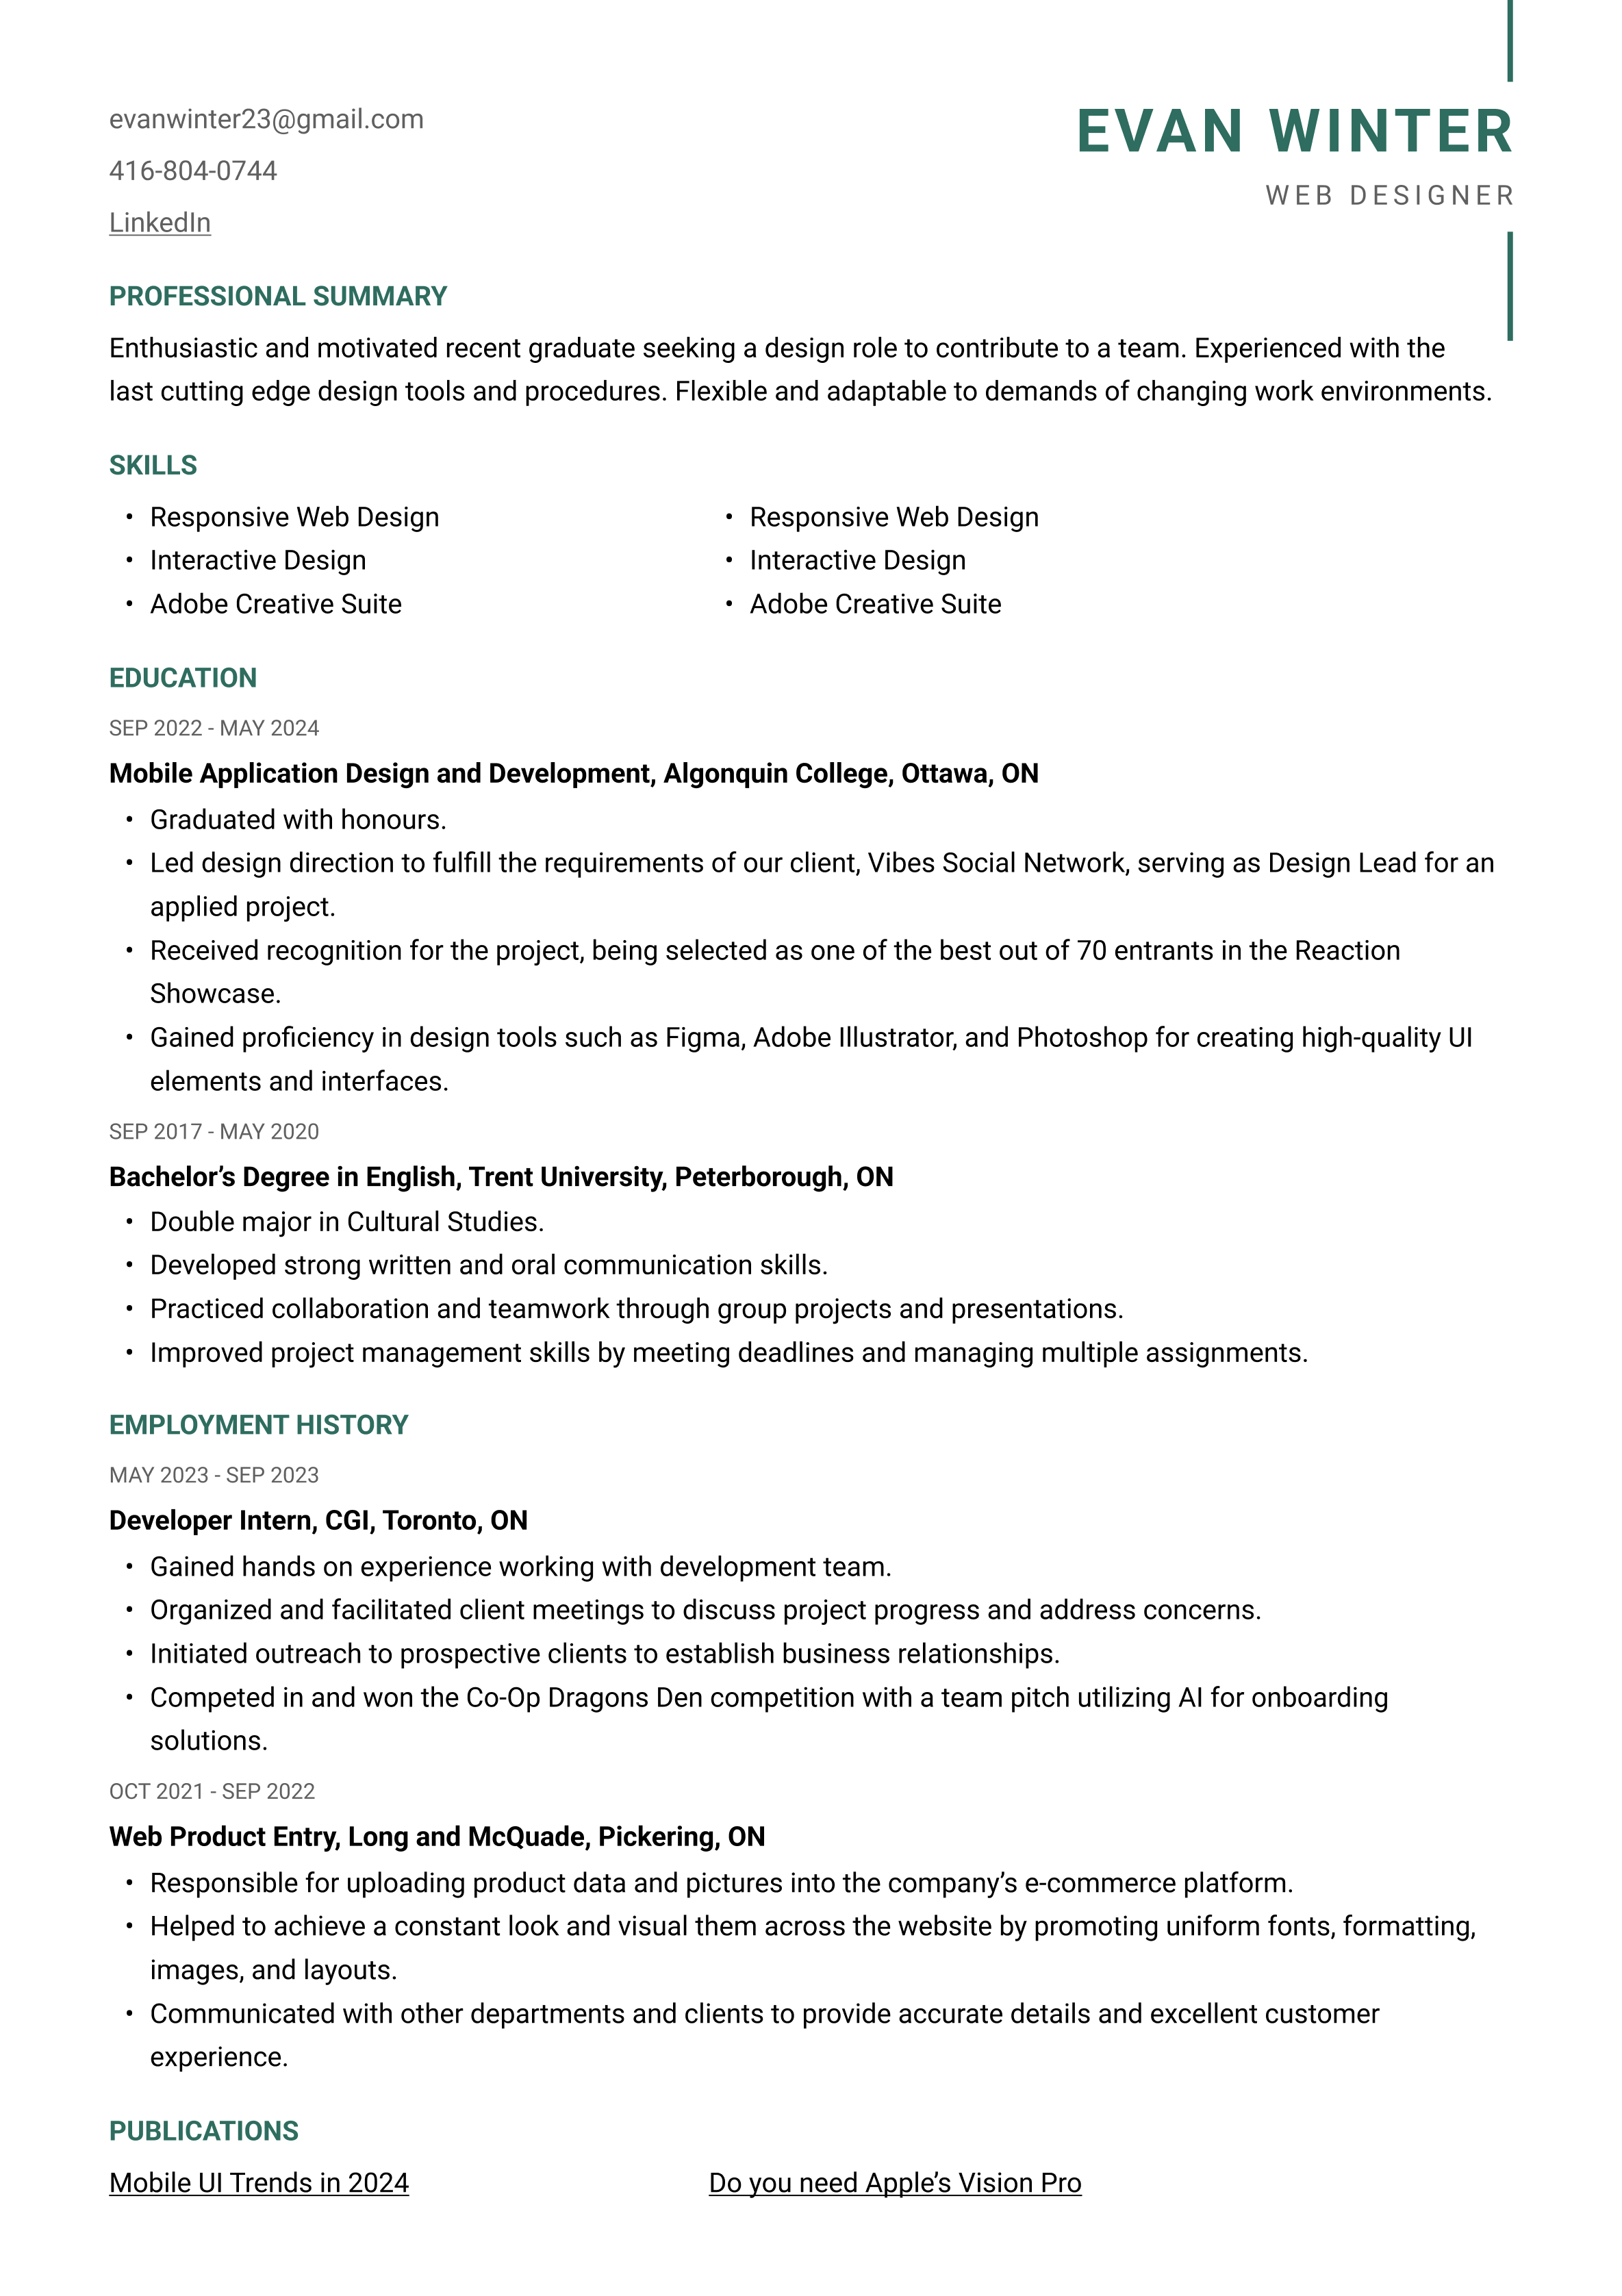 evanwinter23@gmail.com
416-804-0744
LinkedIn
EVAN WINTER
WEB DESIGNER
PROFESSIONAL SUMMARY
Enthusiastic and motivated recent graduate seeking a design role to contribute to a team. Experienced with the
last cutting edge design tools and procedures. Flexible and adaptable to demands of changing work environments.
SKILLS
• Responsive Web Design
• Interactive Design
• Adobe Creative Suite
• Responsive Web Design
• Interactive Design
• Adobe Creative Suite
EDUCATION
SEP 2022 - MAY 2024
Mobile Application Design and Development, Algonquin College, Ottawa, ON
• Graduated with honours.
• Led design direction to fulfill the requirements of our client, Vibes Social Network, serving as Design Lead for an
applied project.
• Received recognition for the project, being selected as one of the best out of 70 entrants in the Reaction
Showcase.
• Gained proficiency in design tools such as Figma, Adobe Illustrator, and Photoshop for creating high-quality UI
elements and interfaces.
SEP 2017 - MAY 2020
Bachelor’s Degree in English, Trent University, Peterborough, ON
• Double major in Cultural Studies.
• Developed strong written and oral communication skills.
• Practiced collaboration and teamwork through group projects and presentations.
• Improved project management skills by meeting deadlines and managing multiple assignments.
EMPLOYMENT HISTORY
MAY 2023 - SEP 2023
Developer Intern, CGI, Toronto, ON
• Gained hands on experience working with development team.
• Organized and facilitated client meetings to discuss project progress and address concerns.
• Initiated outreach to prospective clients to establish business relationships.
• Competed in and won the Co-Op Dragons Den competition with a team pitch utilizing AI for onboarding
solutions.
OCT 2021 - SEP 2022
Web Product Entry, Long and McQuade, Pickering, ON
• Responsible for uploading product data and pictures into the company’s e-commerce platform.
• Helped to achieve a constant look and visual them across the website by promoting uniform fonts, formatting,
images, and layouts.
• Communicated with other departments and clients to provide accurate details and excellent customer
experience.
PUBLICATIONS
Mobile UI Trends in 2024
Do you need Apple’s Vision Pro